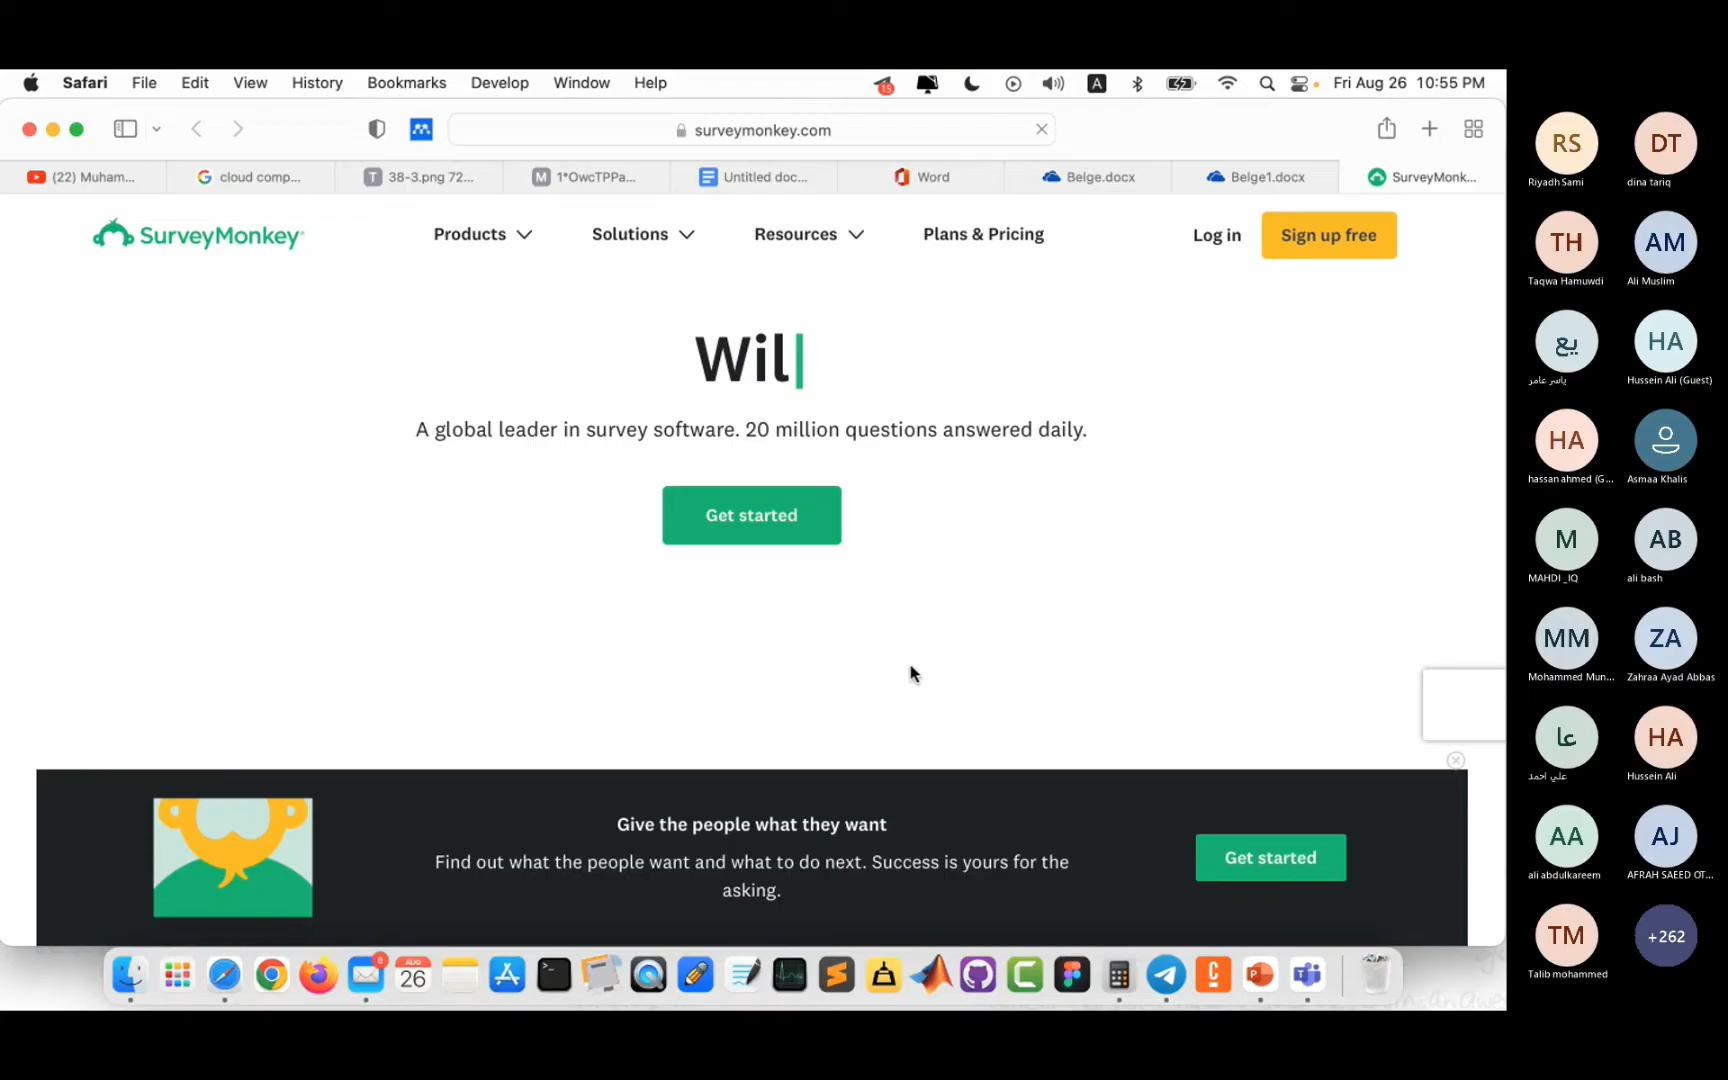 Safari File Edit View History Bookmarks Develop Window Help 15 A Fri Aug 26 10:55 PM
surveymonkey.com
(22) Muham... cloud comp... T 38-3.png 72... M 1*OwcTPPa... Untitled doc... Word Belge.docx Belge1.docx SurveyMonk...
SurveyMonkey Products Solutions Resources Plans & Pricing Log in Sign up free
Wil
A global leader in survey software. 20 million questions answered daily.
Get started
Give the people what they want
Find out what the people want and what to do next. Success is yours for the
asking.
Get started
8
AUG
26
RS DT
Riyadh Sami dina tariq
TH AM
Taqwa Hamuwdi Ali Muslim
يع HA
ياسر عامر Hussein Ali (Guest)
HA
hassan ahmed (G... Asmaa Khalis
M AB
MAHDI _IQ ali bash
MM ZA
Mohammed Mun... Zahraa Ayad Abbas
عا HA
علي احمد Hussein Ali
AA AJ
ali abdulkareem AFRAH SAEED OT...
TM +262
Talib mohammed